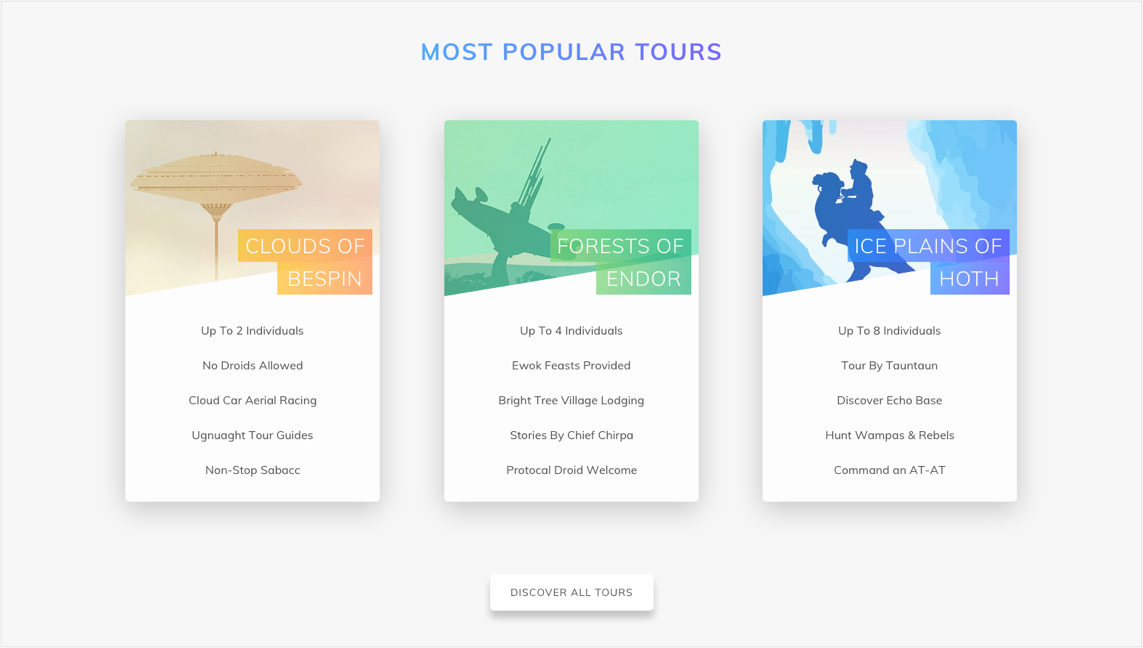 MOST POPULAR TOURS
CLOUDS OF
BESPIN
Up To 2 Individuals
No Droids Allowed
Cloud Car Aerial Racing
Ugnuaght Tour Guides
Non-Stop Sabacc
FORESTS OF
ENDOR
Up To 4 Individuals
Ewok Feasts Provided
Bright Tree Village Lodging
Stories By Chief Chirpa
Protocal Droid Welcome
ICE PLAINS OF
HOTH
Up To 8 Individuals
Tour By Tauntaun
Discover Echo Base
Hunt Wampas & Rebels
Command an AT-AT
DISCOVER ALL TOURS